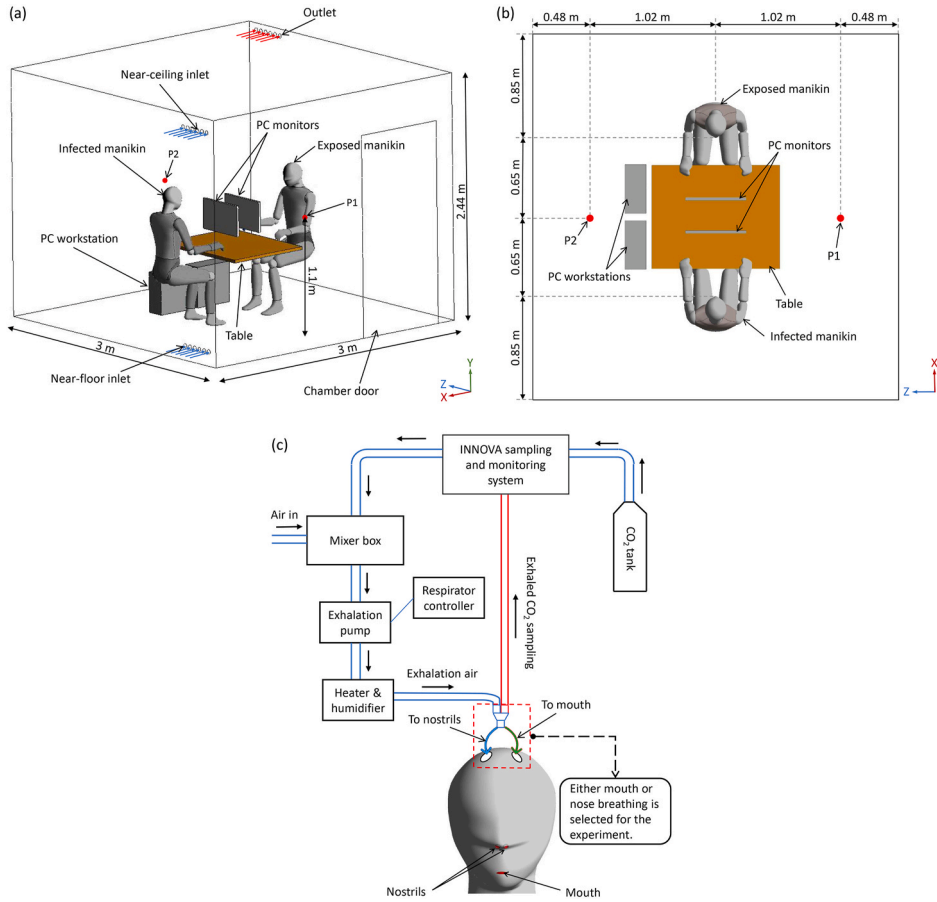 (a)
Outlet
Near-ceiling inlet
PC monitors
Infected manikin
Exposed manikin
P2
P1
PC workstation
2.44 m
1.1 m
Table
3 m
3 m
Near-floor inlet
Chamber door
Y
Z
X
(b)
0.48 m
1.02 m
1.02 m
0.48 m
0.85 m
Exposed manikin
PC monitors
0.65 m
P2
P1
0.65 m
PC workstations
Table
Infected manikin
0.85 m
X
Z
(c)
INNOVA sampling
and monitoring
system
Air in
Mixer box
CO2 tank
Respirator
controller
Exhalation
pump
Exhaled CO2 sampling
Exhalation air
Heater &
humidifier
To nostrils
To mouth
Either mouth or
nose breathing is
selected for the
experiment.
Nostrils
Mouth